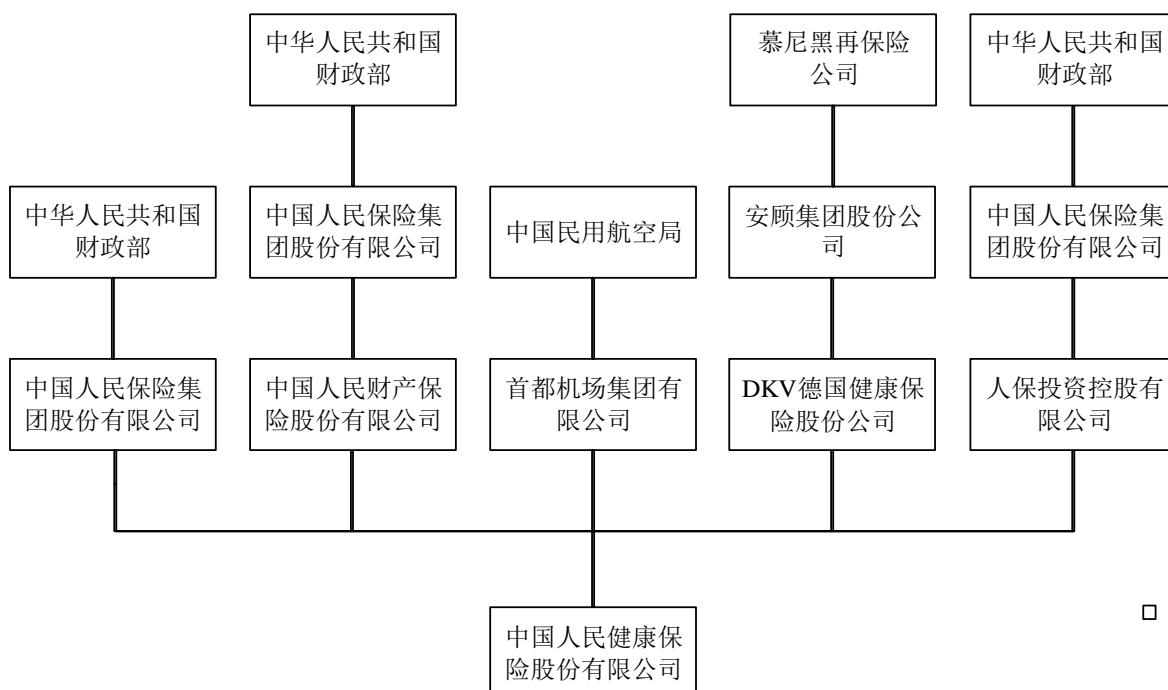 中华人民共和国
财政部
慕尼黑再保险
公司
中华人民共和国
财政部
中华人民共和国
财政部
中国人民保险集
团股份有限公司
中国民用航空局
安顾集团股份公
司
中国人民保险集
团股份有限公司
中国人民保险集
团股份有限公司
中国人民财产保
险股份有限公司
首都机场集团有
限公司
DKV德国健康保
险股份公司
人保投资控股有
限公司
中国人民健康保
险股份有限公司